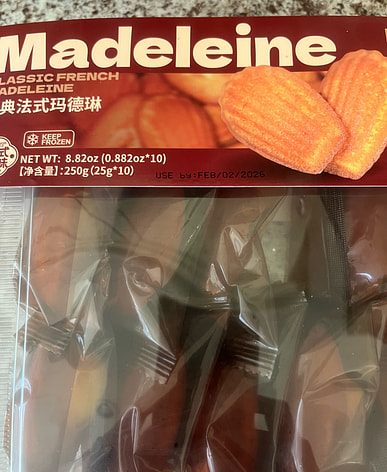 Madeleine
LASSIC FRENCH
ADELEINE
典法式玛德琳
KEEP
FROZEN
NET WT: 8.82oz (0.882oz*10)
【净含量】:250g (25g*10)
USE by:FEB/02/2026